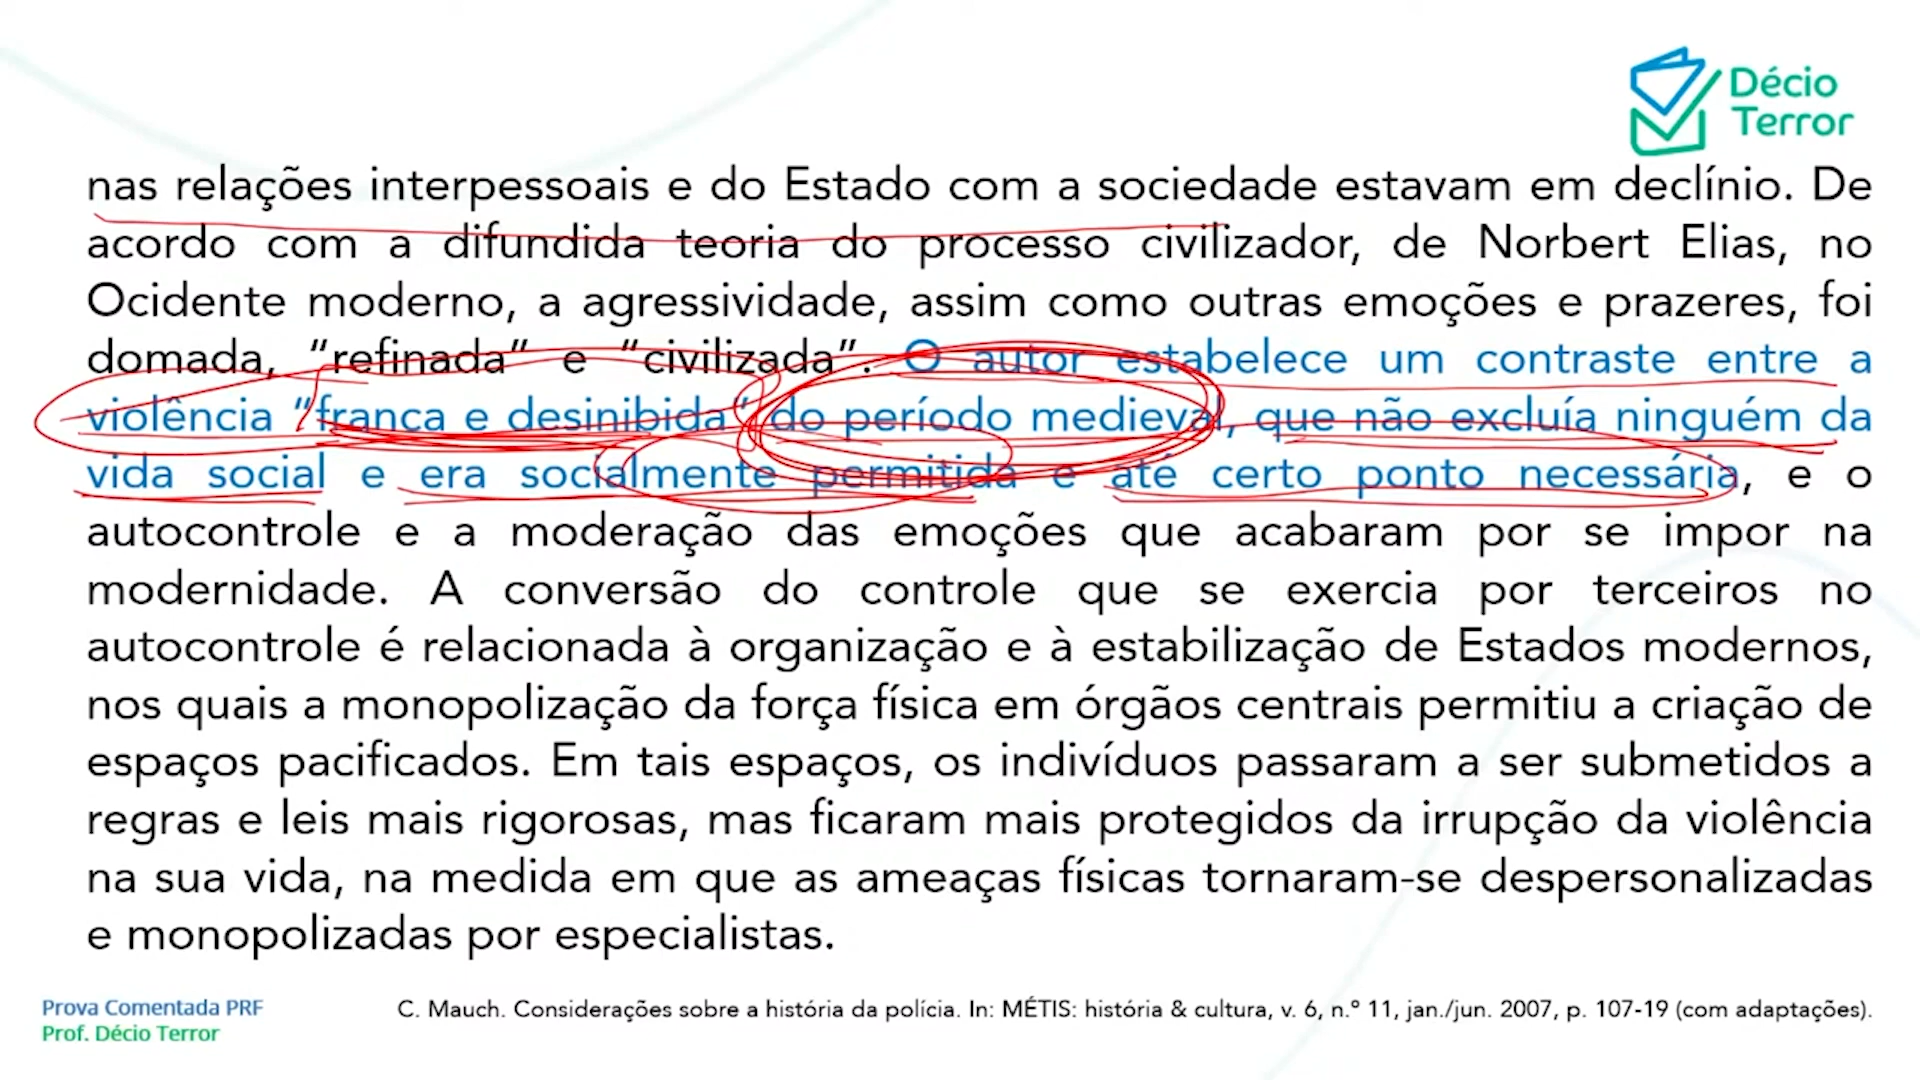 Décio
Terror
nas relações interpessoais e do Estado com a sociedade estavam em declínio. De
acordo com a difundida teoria do processo civilizador, de Norbert Elias, no
Ocidente moderno, a agressividade, assim como outras emoções e prazeres, foi
domada, “refinada” e “civilizada”. O autor estabelece um contraste entre a
violência “franca e desinibida” do período medieval, que não excluía ninguém da
vida social e era socialmente permitida e até certo ponto necessária, e o
autocontrole e a moderação das emoções que acabaram por se impor na
modernidade. A conversão do controle que se exercia por terceiros no
autocontrole é relacionada à organização e à estabilização de Estados modernos,
nos quais a monopolização da força física em órgãos centrais permitiu a criação de
espaços pacificados. Em tais espaços, os indivíduos passaram a ser submetidos a
regras e leis mais rigorosas, mas ficaram mais protegidos da irrupção da violência
na sua vida, na medida em que as ameaças físicas tornaram-se despersonalizadas
e monopolizadas por especialistas.
Prova Comentada PRF
Prof. Décio Terror
C. Mauch. Considerações sobre a história da polícia. In: MÉTIS: história & cultura, v. 6, n.º 11, jan./jun. 2007, p. 107-19 (com adaptações).